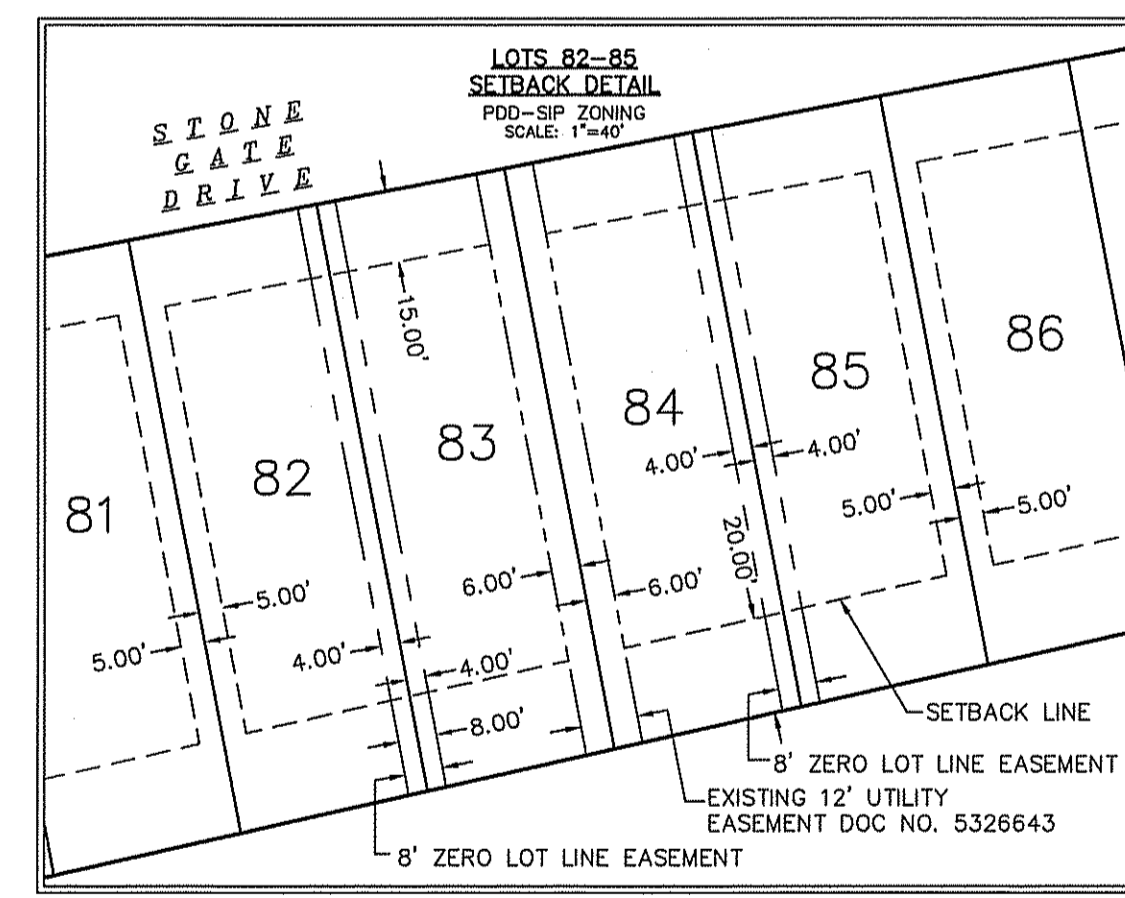 LOTS 82-85
SETBACK DETAIL
PDD-SIP ZONING
SCALE: 1"=40'
STONE
GATE
DRIVE
15.00'
86
85
84
83
82
81
4.00'
4.00'
5.00'
5.00'
20.00'
6.00'
6.00'
5.00'
5.00'
4.00'
4.00'
8.00'
SETBACK LINE
8' ZERO LOT LINE EASEMENT
EXISTING 12' UTILITY
EASEMENT DOC NO. 5326643
8' ZERO LOT LINE EASEMENT